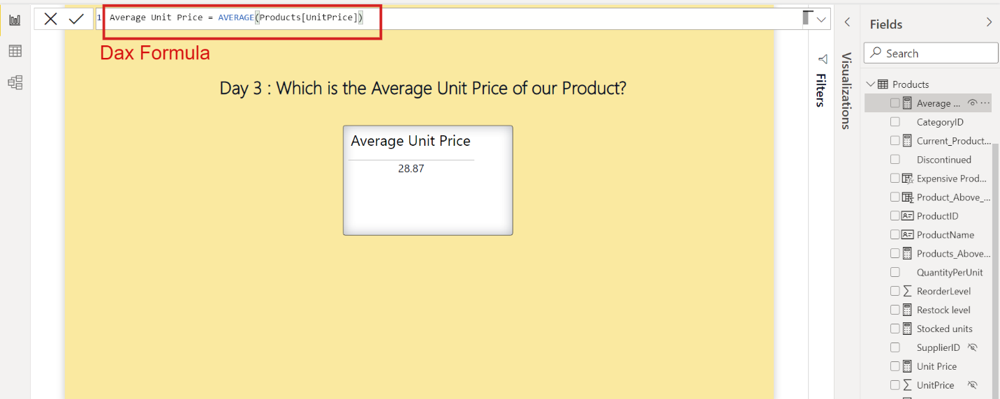 1 Average Unit Price = AVERAGE(Products[UnitPrice])
Dax Formula
Day 3 : Which is the Average Unit Price of our Product?
Average Unit Price
28.87
Filters
Visualizations
Fields
Search
Products
Average ...
CategoryID
Current_Product...
Discontinued
Expensive Prod...
Product_Above_...
ProductID
ProductName
Products_Above...
QuantityPerUnit
ReorderLevel
Restock level
Stocked units
SupplierID
Unit Price
UnitPrice